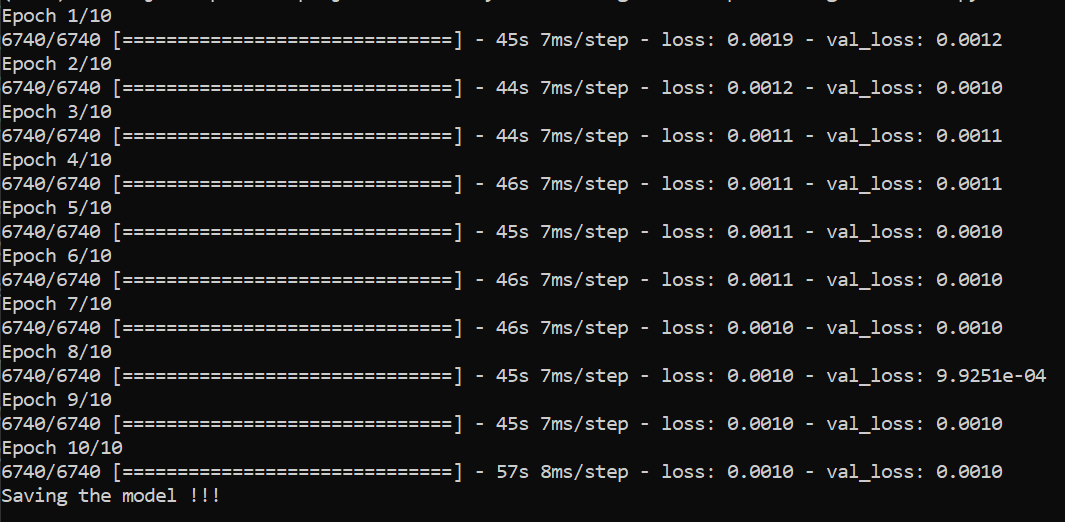 Epoch 1/10
6740/6740 [==============================] - 45s 7ms/step - loss: 0.0019 - val_loss: 0.0012
Epoch 2/10
6740/6740 [==============================] - 44s 7ms/step - loss: 0.0012 - val_loss: 0.0010
Epoch 3/10
6740/6740 [==============================] - 44s 7ms/step - loss: 0.0011 - val_loss: 0.0011
Epoch 4/10
6740/6740 [==============================] - 46s 7ms/step - loss: 0.0011 - val_loss: 0.0011
Epoch 5/10
6740/6740 [==============================] - 45s 7ms/step - loss: 0.0011 - val_loss: 0.0010
Epoch 6/10
6740/6740 [==============================] - 46s 7ms/step - loss: 0.0011 - val_loss: 0.0010
Epoch 7/10
6740/6740 [==============================] - 46s 7ms/step - loss: 0.0010 - val_loss: 0.0010
Epoch 8/10
6740/6740 [==============================] - 45s 7ms/step - loss: 0.0010 - val_loss: 9.9251e-04
Epoch 9/10
6740/6740 [==============================] - 45s 7ms/step - loss: 0.0010 - val_loss: 0.0010
Epoch 10/10
6740/6740 [==============================] - 57s 8ms/step - loss: 0.0010 - val_loss: 0.0010
Saving the model !!!